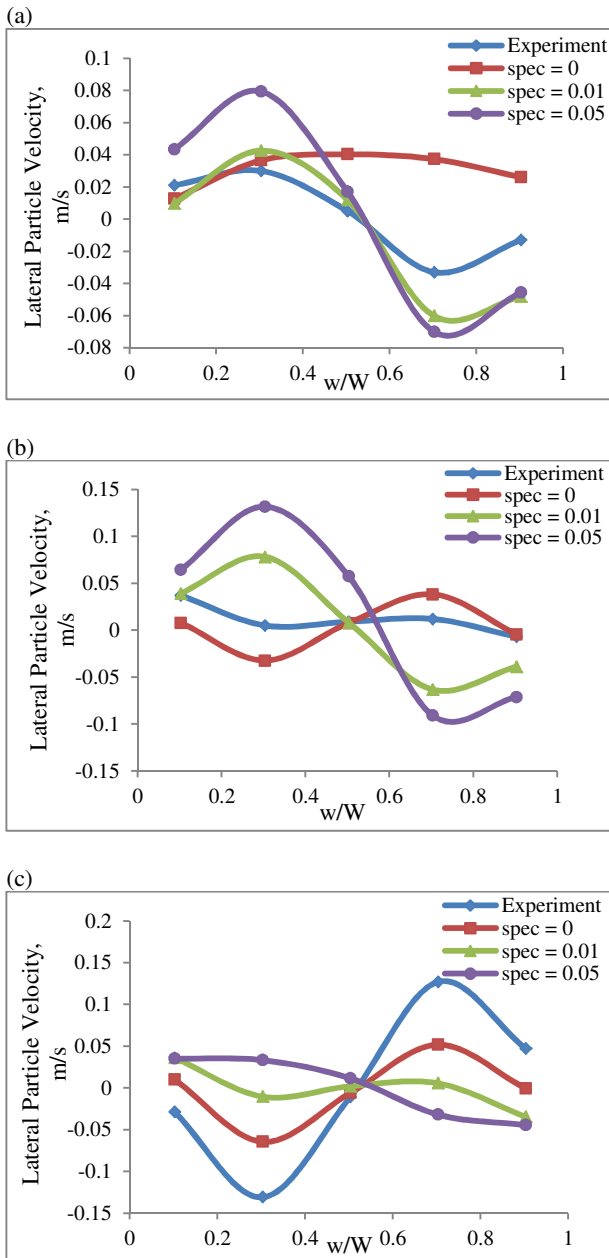 (a)
Experiment
spec = 0
spec = 0.01
spec = 0.05
Lateral Particle Velocity,
m/s
0.1
0.08
0.06
0.04
0.02
0
-0.02
-0.04
-0.06
-0.08
0
0.2
0.4
0.6
0.8
1
w/W
(b)
Experiment
spec = 0
spec = 0.01
spec = 0.05
Lateral Particle Velocity,
m/s
0.15
0.1
0.05
0
-0.05
-0.1
-0.15
0
0.2
0.4
0.6
0.8
1
w/W
(c)
Experiment
spec = 0
spec = 0.01
spec = 0.05
Lateral Particle Velocity,
m/s
0.2
0.15
0.1
0.05
0
-0.05
-0.1
-0.15
0
0.2
0.4
0.6
0.8
1
w/W